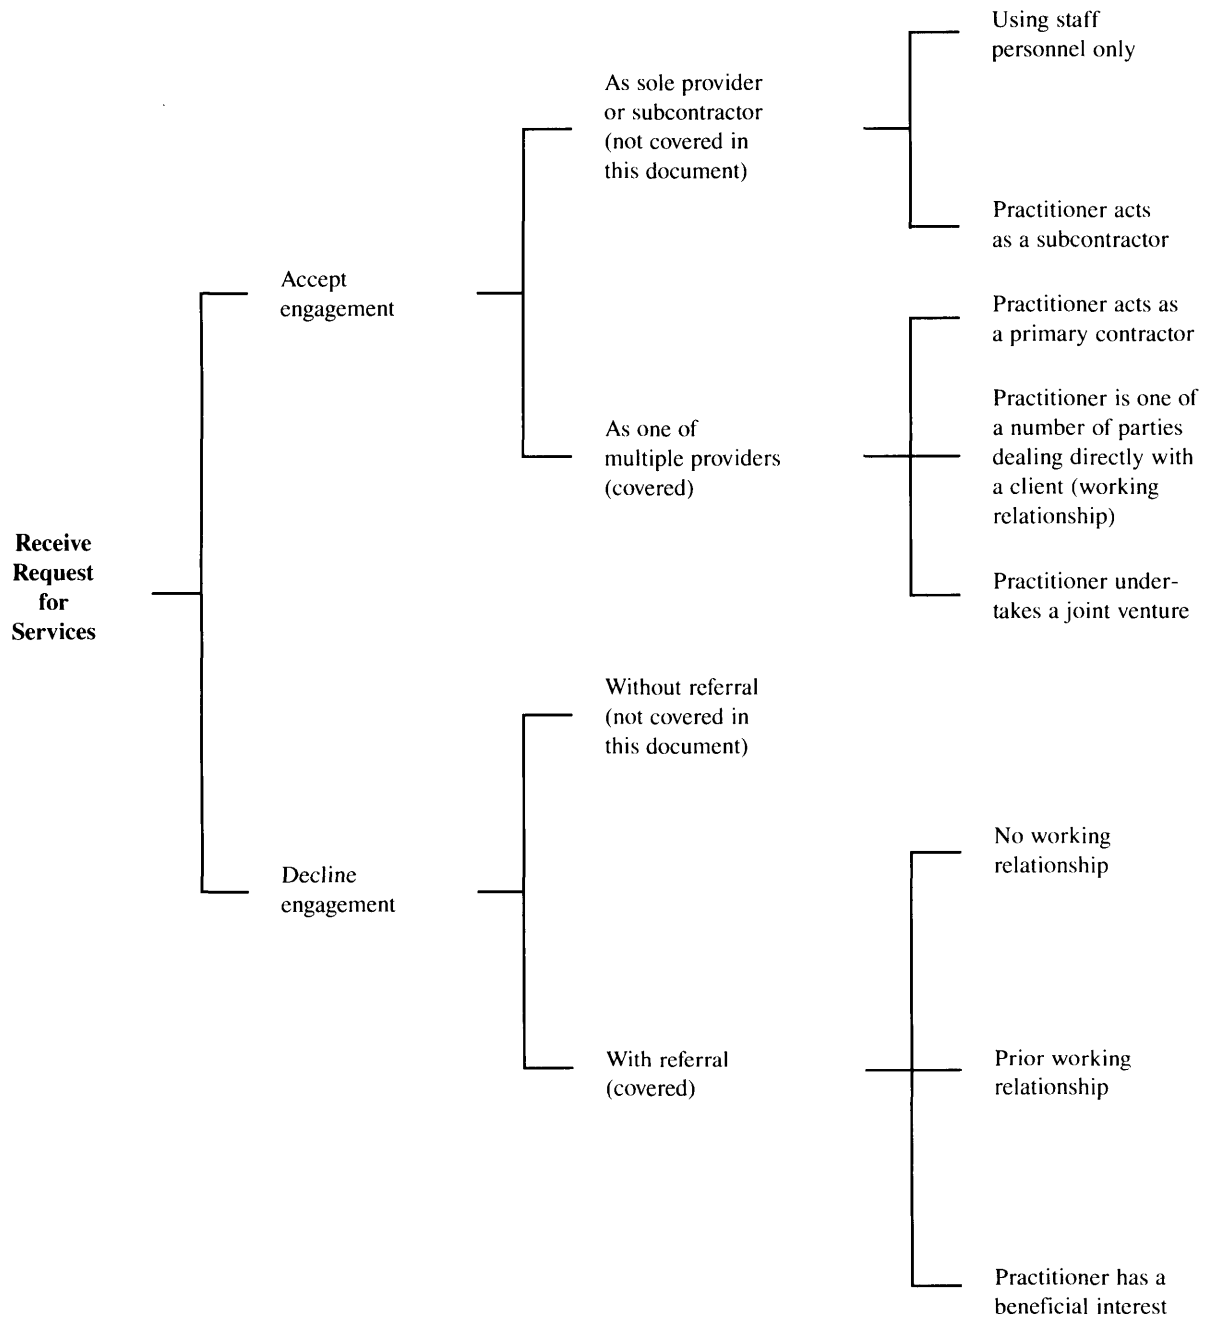 Receive
Request
for
Services
Accept
engagement
As sole provider
or subcontractor
(not covered in
this document)
Using staff
personnel only
Practitioner acts
as a subcontractor
As one of
multiple providers
(covered)
Practitioner acts as
a primary contractor
Practitioner is one of
a number of parties
dealing directly with
a client (working
relationship)
Practitioner under-
takes a joint venture
Decline
engagement
Without referral
(not covered in
this document)
With referral
(covered)
No working
relationship
Prior working
relationship
Practitioner has a
beneficial interest